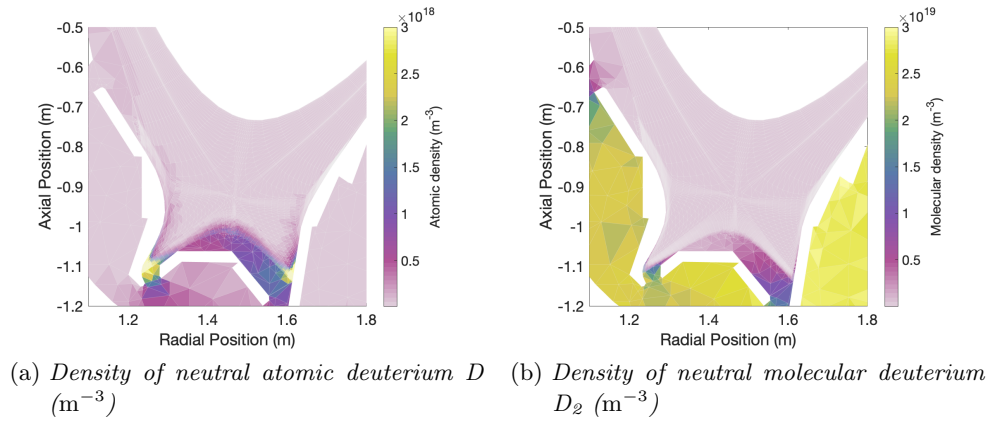 ×10¹⁸
-0.5
-0.6
-0.7
-0.8
-0.9
-1
-1.1
-1.2
Axial Position (m)
1.2 1.4 1.6 1.8
Radial Position (m)
3
2.5
2
1.5
1
0.5
Atomic density (m⁻³)
(a) Density of neutral atomic deuterium D
(m⁻³)
×10¹⁹
-0.5
-0.6
-0.7
-0.8
-0.9
-1
-1.1
-1.2
Axial Position (m)
1.2 1.4 1.6 1.8
Radial Position (m)
3
2.5
2
1.5
1
0.5
Molecular density (m⁻³)
(b) Density of neutral molecular deuterium
D₂ (m⁻³)